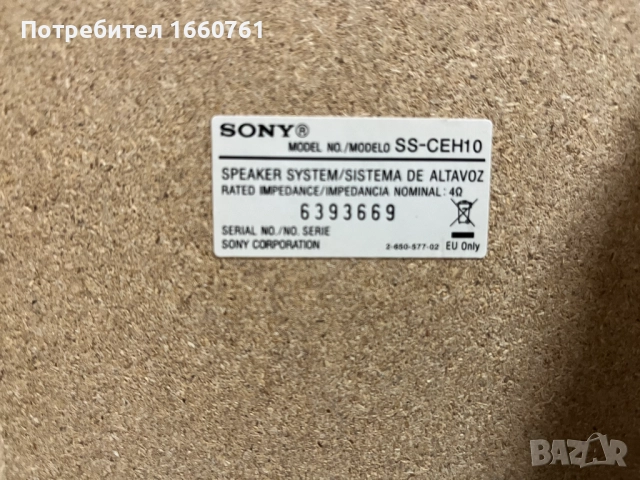 Потребител 1660761
SONY®
MODEL NO./MODELO SS-CEH10
SPEAKER SYSTEM/SISTEMA DE ALTAVOZ
RATED IMPEDANCE/IMPEDANCIA NOMINAL: 4Ω
6393669
SERIAL NO./NO. SERIE
SONY CORPORATION 2-650-577-02 EU Only
BAZAR